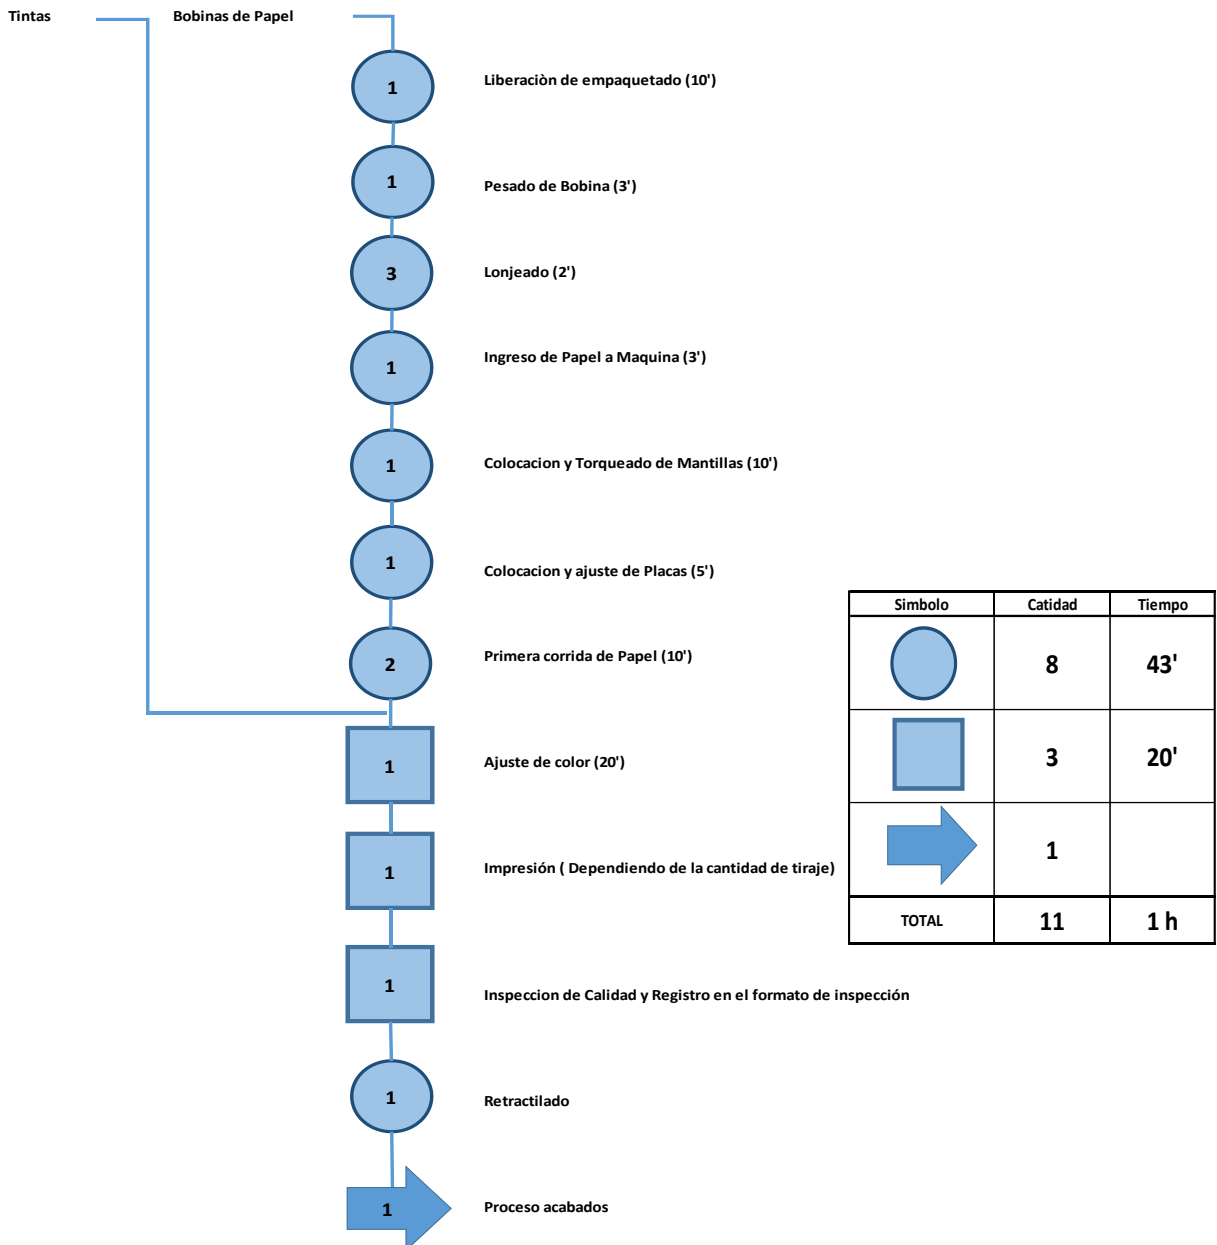 Tintas
Bobinas de Papel
1
Liberaciòn de empaquetado (10')
1
Pesado de Bobina (3')
3
Lonjeado (2')
1
Ingreso de Papel a Maquina (3')
1
Colocacion y Torqueado de Mantillas (10')
1
Colocacion y ajuste de Placas (5')
2
Primera corrida de Papel (10')
1
Ajuste de color (20')
1
Impresión ( Dependiendo de la cantidad de tiraje)
1
Inspeccion de Calidad y Registro en el formato de inspección
1
Retractilado
1
Proceso acabados
Simbolo Catidad Tiempo
8 43'
3 20'
1
TOTAL 11 1 h